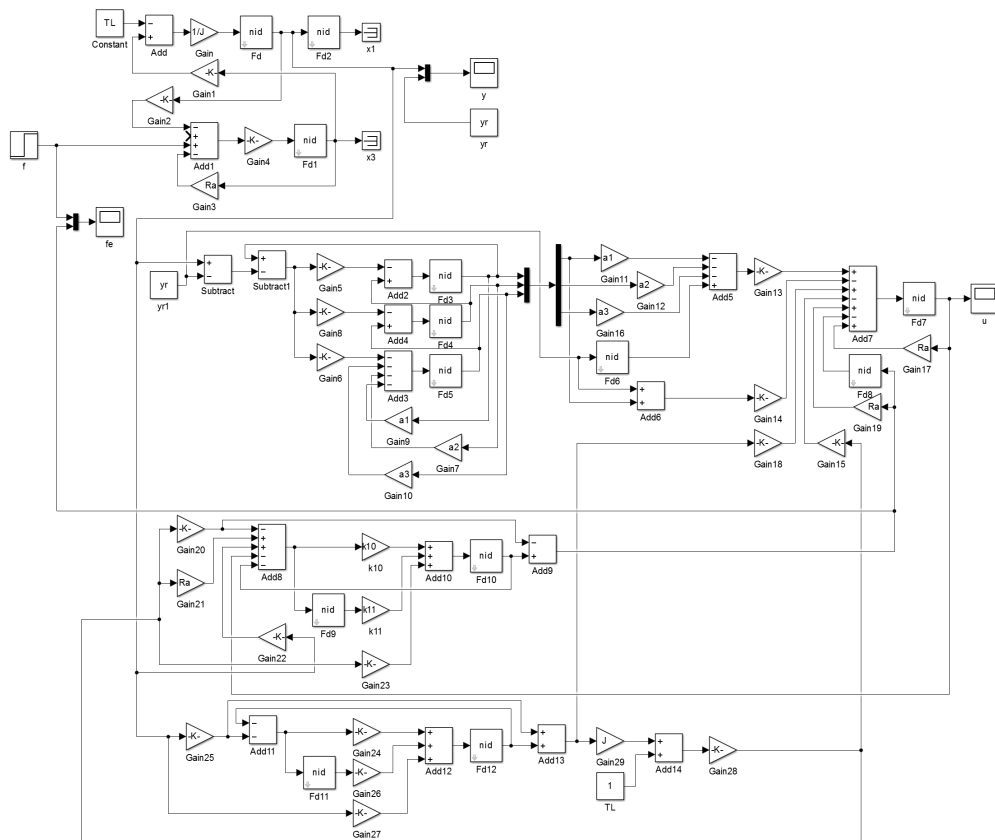 TL
Constant
Add
1/J
Gain
nid
Fd
nid
Fd2
x1
-K-
Gain1
-K-
Gain2
y
yr
yr
f
Add1
-K-
Gain4
nid
Fd1
x3
Ra
Gain3
fe
yr
yr1
Subtract
Subtract1
-K-
Gain5
Add2
nid
Fd3
-K-
Gain8
Add4
nid
Fd4
-K-
Gain6
Add3
nid
Fd5
a1
Gain9
a2
Gain7
a3
Gain10
a1
Gain11
a2
Gain12
a3
Gain16
Add5
-K-
Gain13
nid
Fd6
Add6
-K-
Gain14
-K-
Gain18
-K-
Gain15
Add7
nid
Fd7
u
Ra
Gain17
nid
Fd8
Ra
Gain19
-K-
Gain20
Ra
Gain21
Add8
k10
k10
Add10
nid
Fd10
Add9
nid
Fd9
k11
k11
-K-
Gain22
-K-
Gain23
-K-
Gain25
Add11
-K-
Gain24
Add12
nid
Fd12
Add13
J
Gain29
Add14
-K-
Gain28
nid
Fd11
-K-
Gain26
-K-
Gain27
1
TL